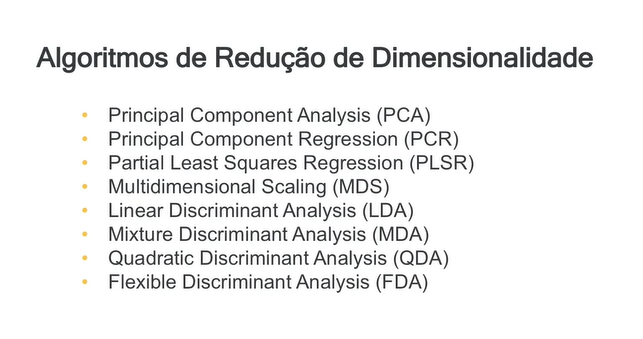 Algoritmos de Redução de Dimensionalidade
• Principal Component Analysis (PCA)
• Principal Component Regression (PCR)
• Partial Least Squares Regression (PLSR)
• Multidimensional Scaling (MDS)
• Linear Discriminant Analysis (LDA)
• Mixture Discriminant Analysis (MDA)
• Quadratic Discriminant Analysis (QDA)
• Flexible Discriminant Analysis (FDA)